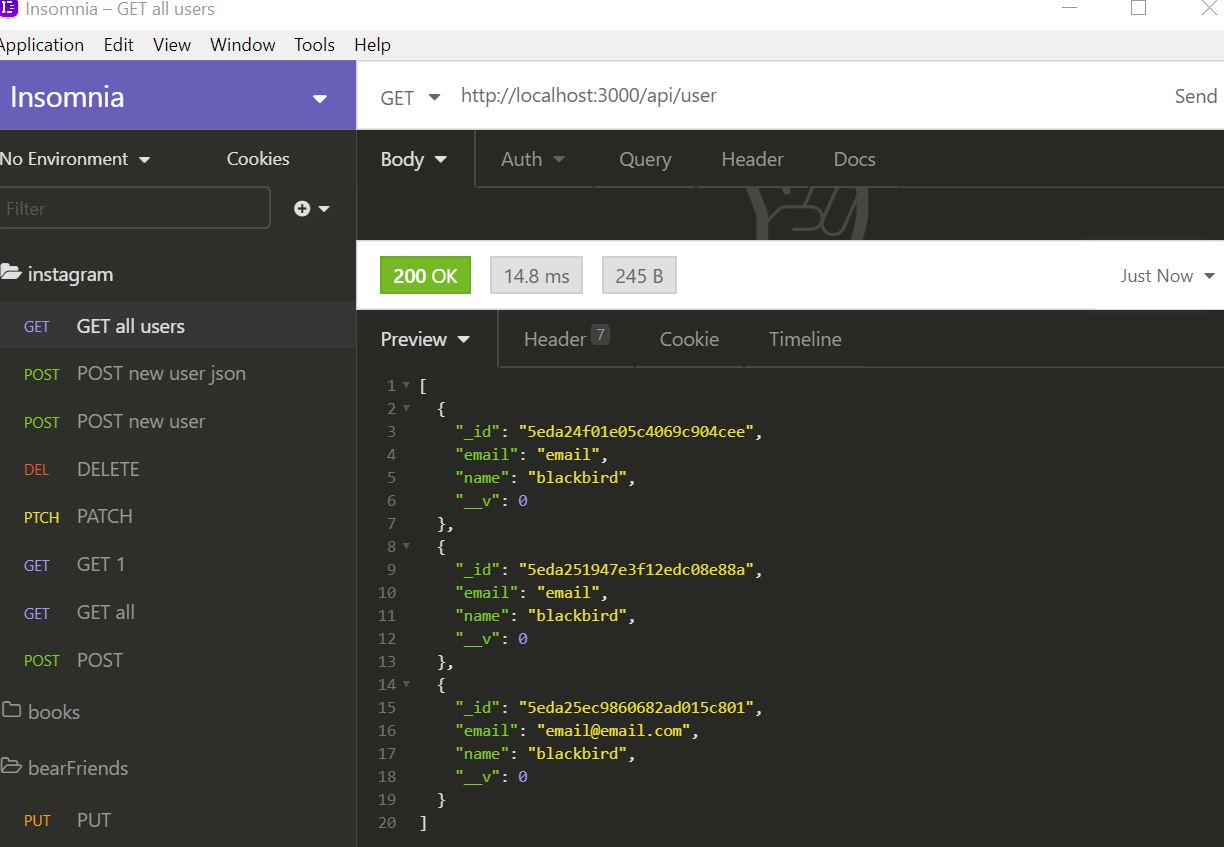 Insomnia – GET all users
Application Edit View Window Tools Help
Insomnia
GET http://localhost:3000/api/user Send
No Environment Cookies
Body Auth Query Header Docs
Filter
instagram
200 OK 14.8 ms 245 B Just Now
GET GET all users
POST POST new user json
POST POST new user
DEL DELETE
PTCH PATCH
GET GET 1
GET GET all
POST POST
books
bearFriends
PUT PUT
Preview Header 7 Cookie Timeline
1 [
2 {
3 "_id": "5eda24f01e05c4069c904cee",
4 "email": "email",
5 "name": "blackbird",
6 "__v": 0
7 },
8 {
9 "_id": "5eda251947e3f12edc08e88a",
10 "email": "email",
11 "name": "blackbird",
12 "__v": 0
13 },
14 {
15 "_id": "5eda25ec9860682ad015c801",
16 "email": "email@email.com",
17 "name": "blackbird",
18 "__v": 0
19 }
20 ]